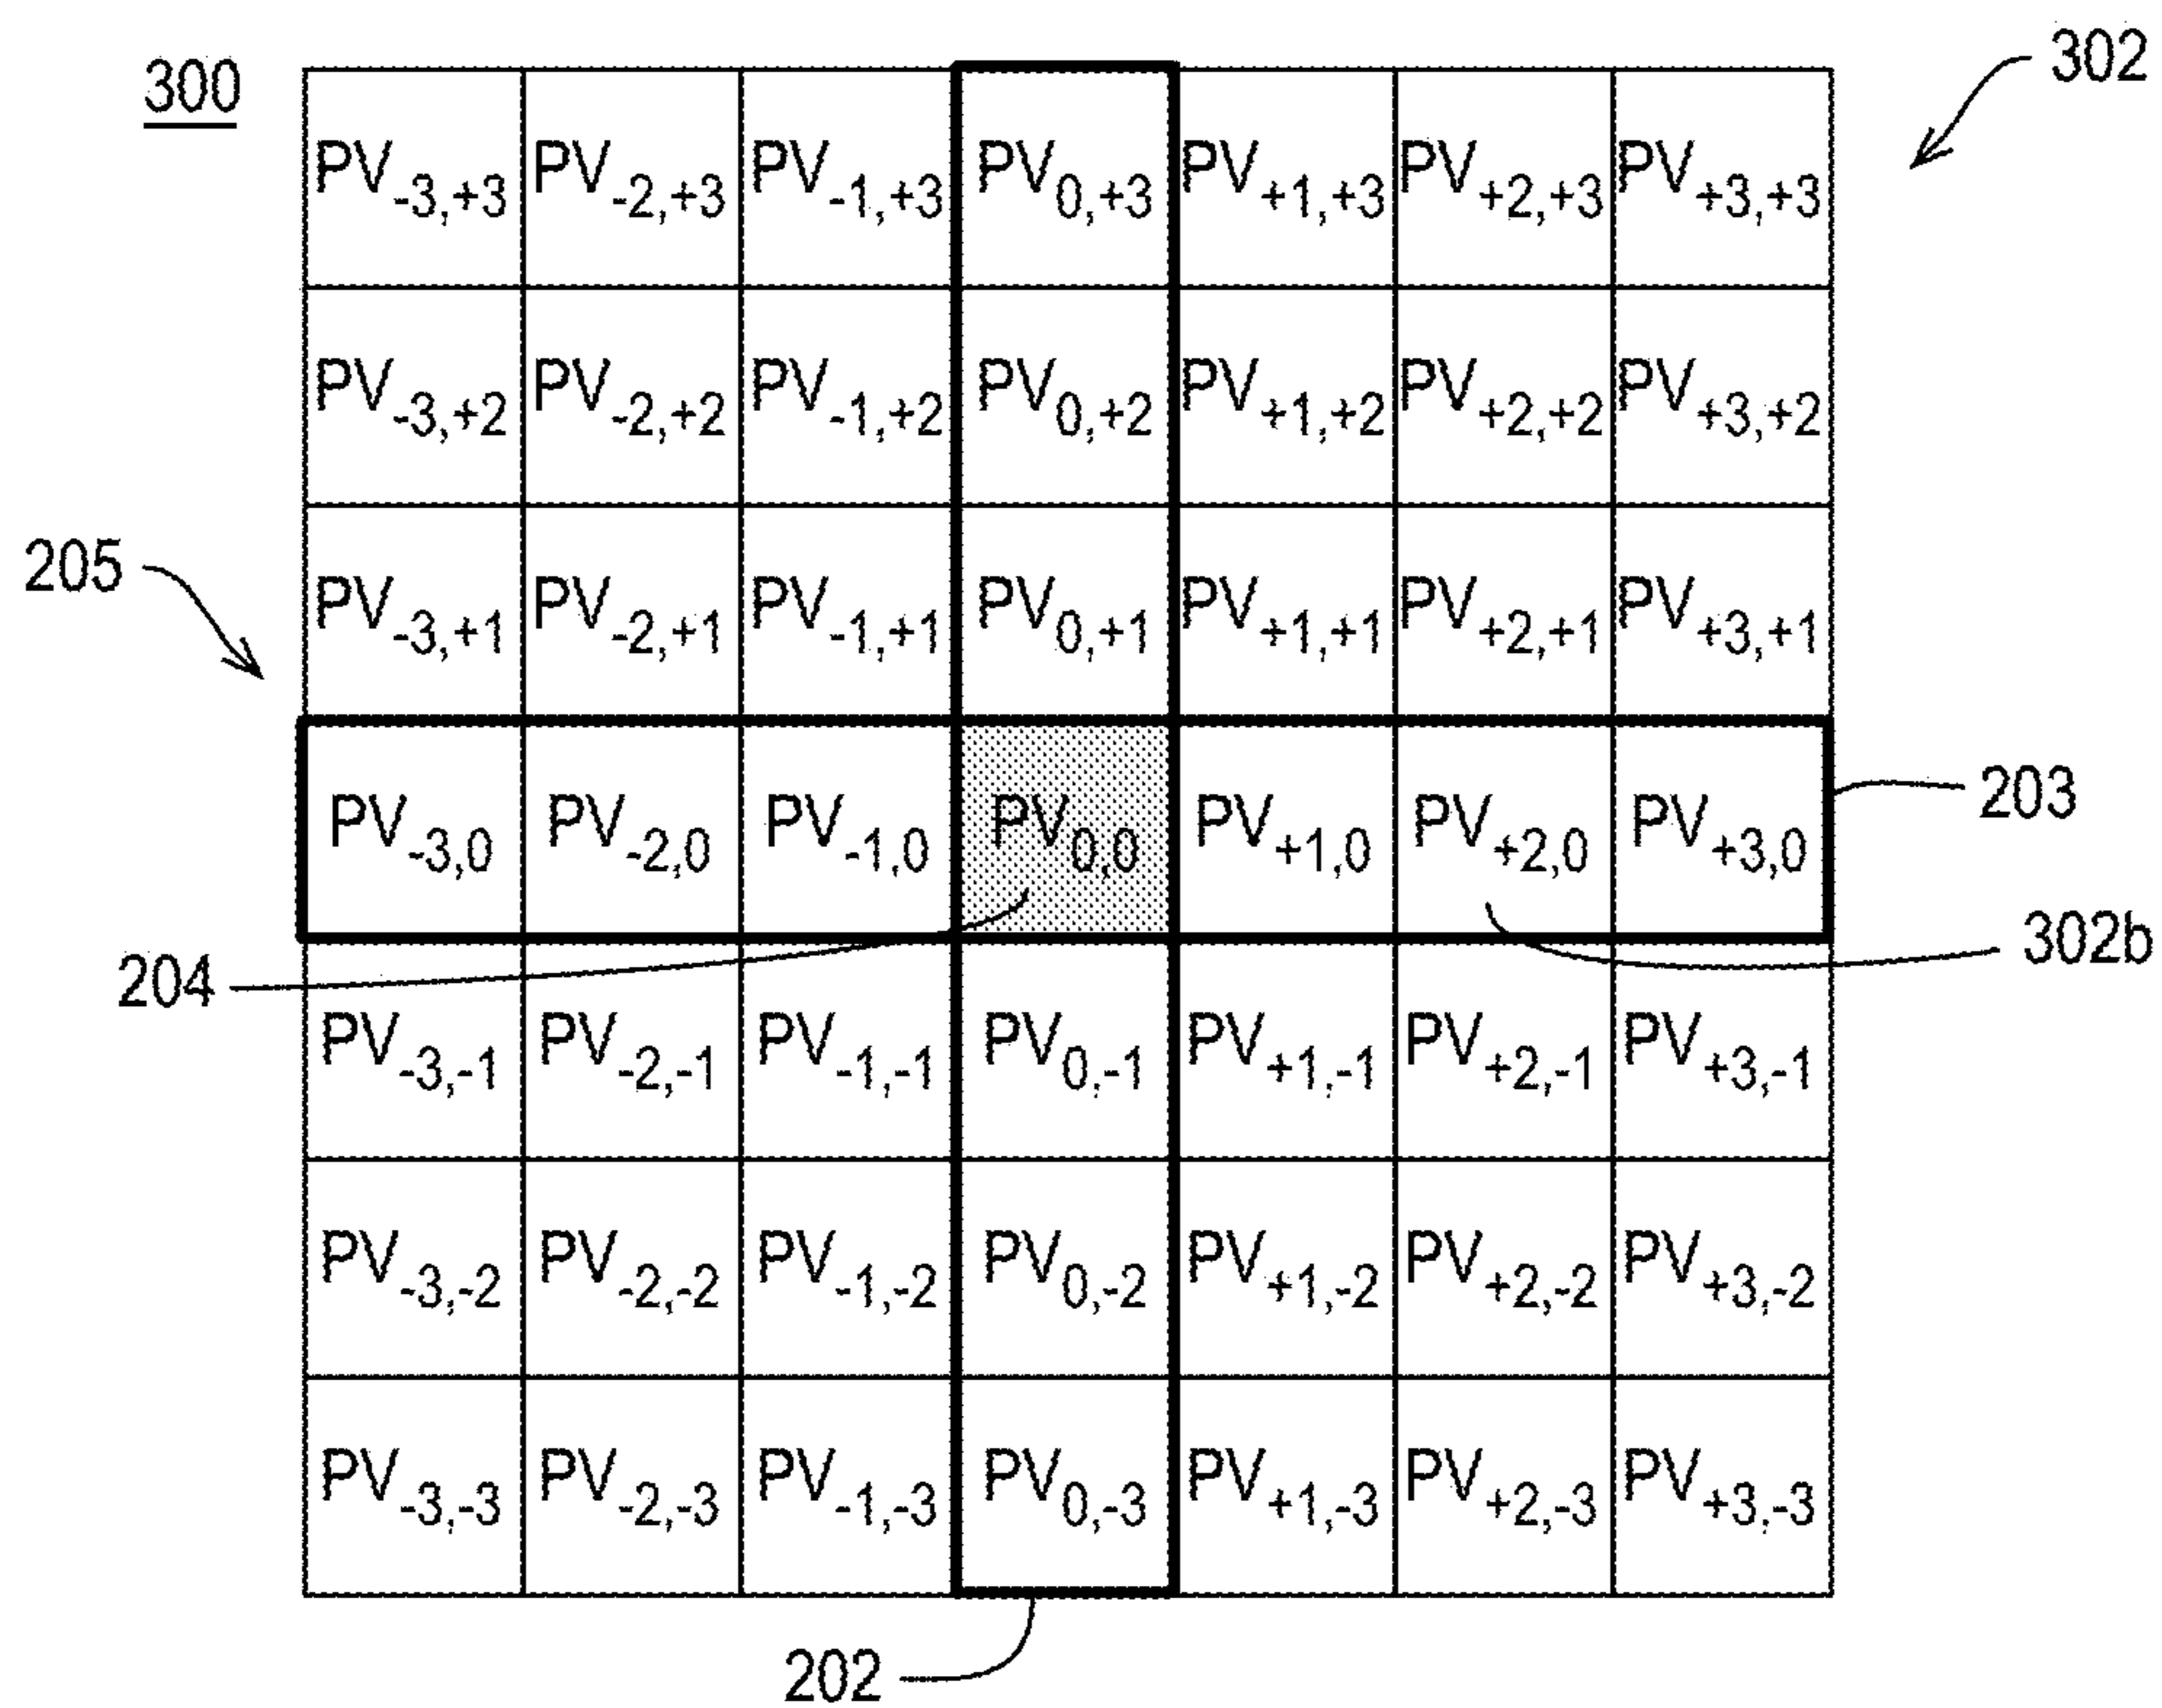 300
302
PV-3,+3 PV-2,+3 PV-1,+3 PV0,+3 PV+1,+3 PV+2,+3 PV+3,+3
PV-3,+2 PV-2,+2 PV-1,+2 PV0,+2 PV+1,+2 PV+2,+2 PV+3,+2
205
PV-3,+1 PV-2,+1 PV-1,+1 PV0,+1 PV+1,+1 PV+2,+1 PV+3,+1
PV-3,0 PV-2,0 PV-1,0 PV0,0 PV+1,0 PV+2,0 PV+3,0
203
302b
204
PV-3,-1 PV-2,-1 PV-1,-1 PV0,-1 PV+1,-1 PV+2,-1 PV+3,-1
PV-3,-2 PV-2,-2 PV-1,-2 PV0,-2 PV+1,-2 PV+2,-2 PV+3,-2
PV-3,-3 PV-2,-3 PV-1,-3 PV0,-3 PV+1,-3 PV+2,-3 PV+3,-3
202